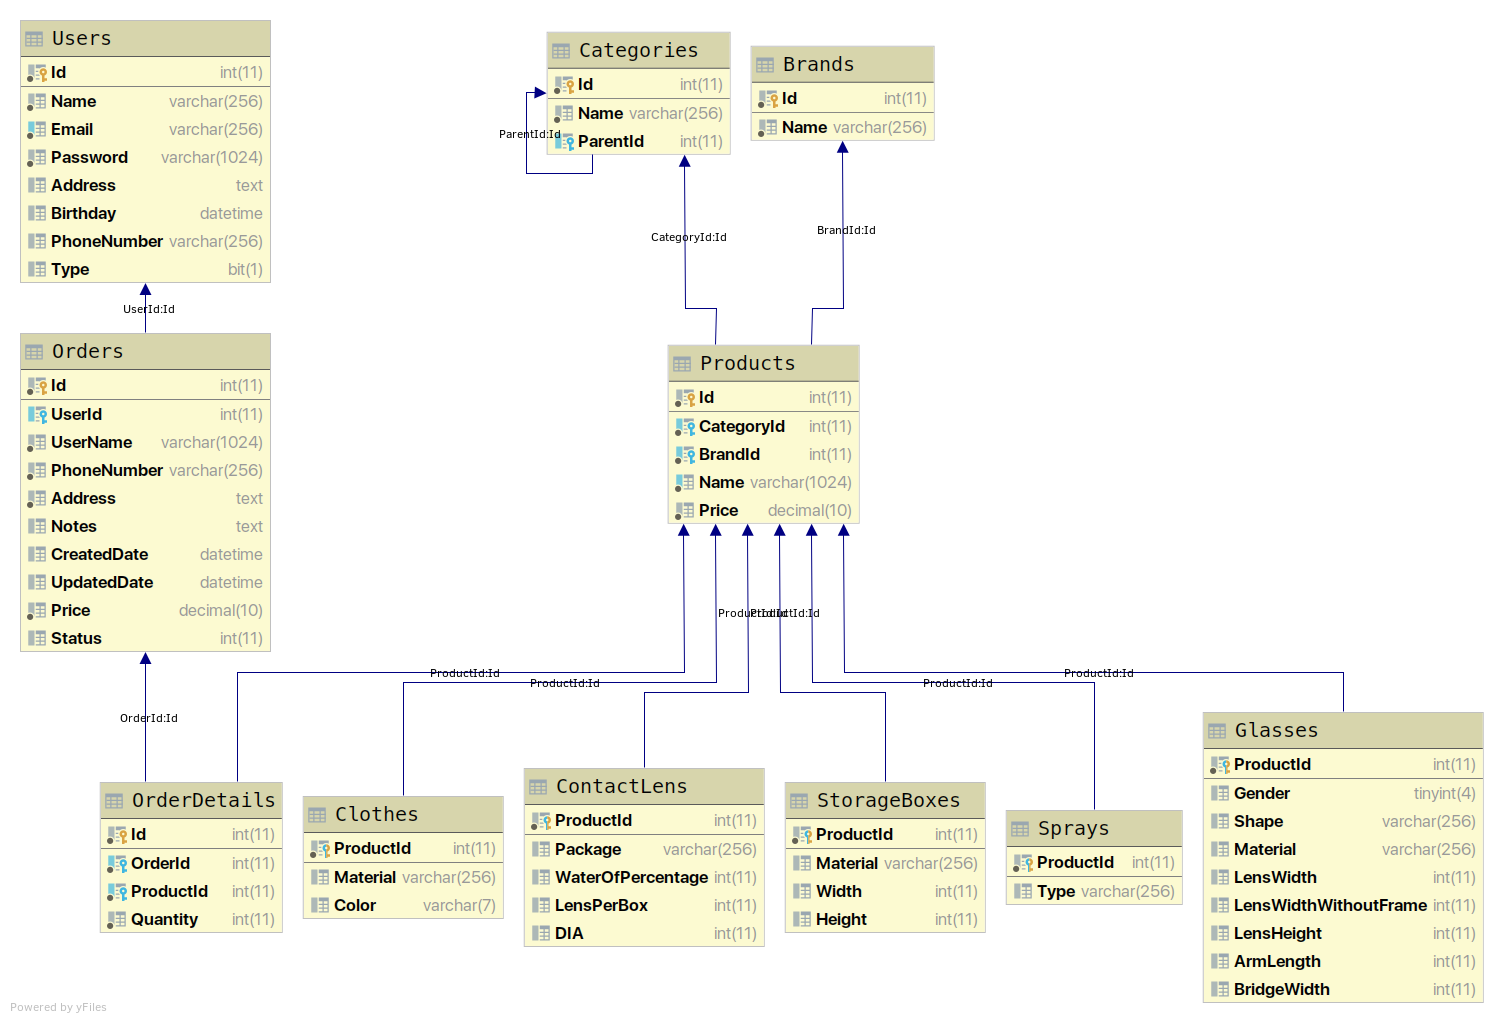 Users
Id int(11)
Name varchar(256)
Email varchar(256)
Password varchar(1024)
Address text
Birthday datetime
PhoneNumber varchar(256)
Type bit(1)
UserId:Id
Orders
Id int(11)
UserId int(11)
UserName varchar(1024)
PhoneNumber varchar(256)
Address text
Notes text
CreatedDate datetime
UpdatedDate datetime
Price decimal(10)
Status int(11)
OrderId:Id
Categories
Id int(11)
Name varchar(256)
ParentId int(11)
ParentId:Id
Brands
Id int(11)
Name varchar(256)
CategoryId:Id
BrandId:Id
Products
Id int(11)
CategoryId int(11)
BrandId int(11)
Name varchar(1024)
Price decimal(10)
ProductId:Id
ProductId:Id
ProductId:Id
ProductId:Id
ProductId:Id
ProductId:Id
OrderDetails
Id int(11)
OrderId int(11)
ProductId int(11)
Quantity int(11)
Clothes
ProductId int(11)
Material varchar(256)
Color varchar(7)
ContactLens
ProductId int(11)
Package varchar(256)
WaterOfPercentage int(11)
LensPerBox int(11)
DIA int(11)
StorageBoxes
ProductId int(11)
Material varchar(256)
Width int(11)
Height int(11)
Sprays
ProductId int(11)
Type varchar(256)
Glasses
ProductId int(11)
Gender tinyint(4)
Shape varchar(256)
Material varchar(256)
LensWidth int(11)
LensWidthWithoutFrame int(11)
LensHeight int(11)
ArmLength int(11)
BridgeWidth int(11)
Powered by yFiles